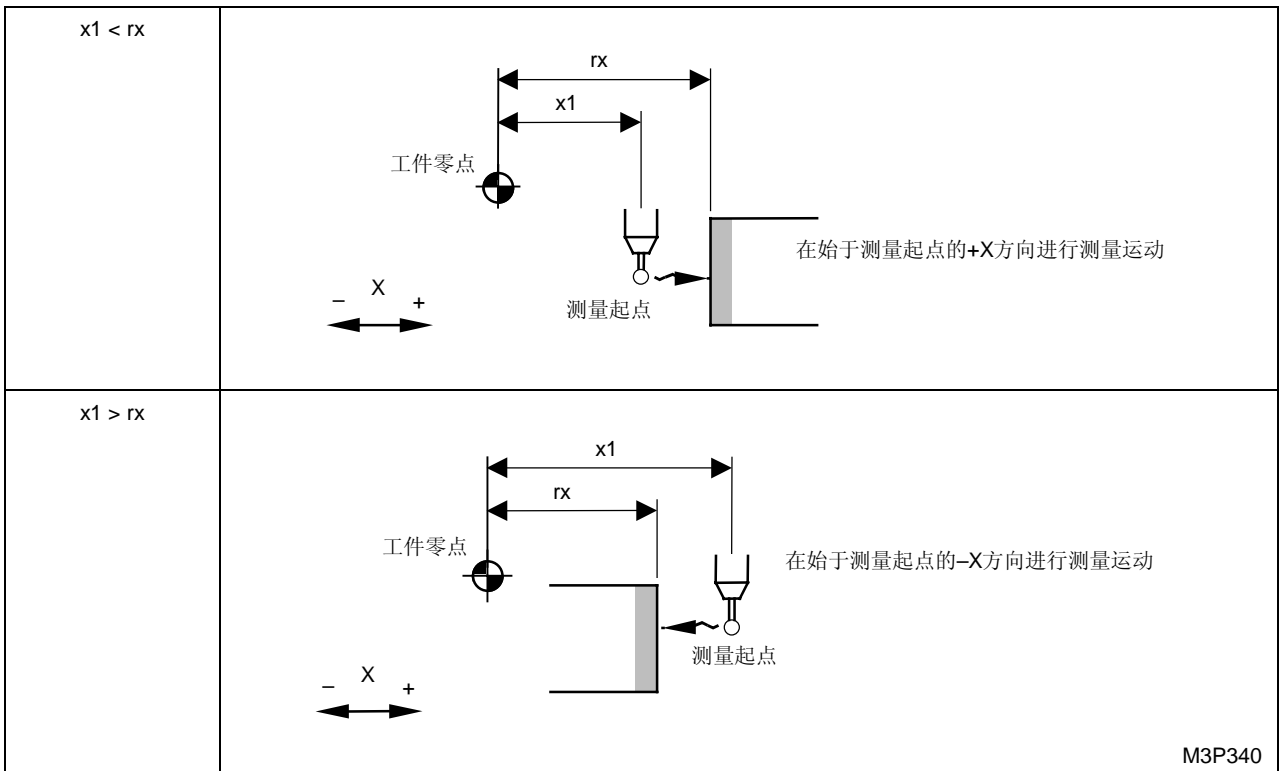 x1 < rx
rx
x1
工件零点
在始于测量起点的+X方向进行测量运动
– X +
测量起点
x1 > rx
x1
rx
工件零点
在始于测量起点的–X方向进行测量运动
测量起点
– X +
M3P340